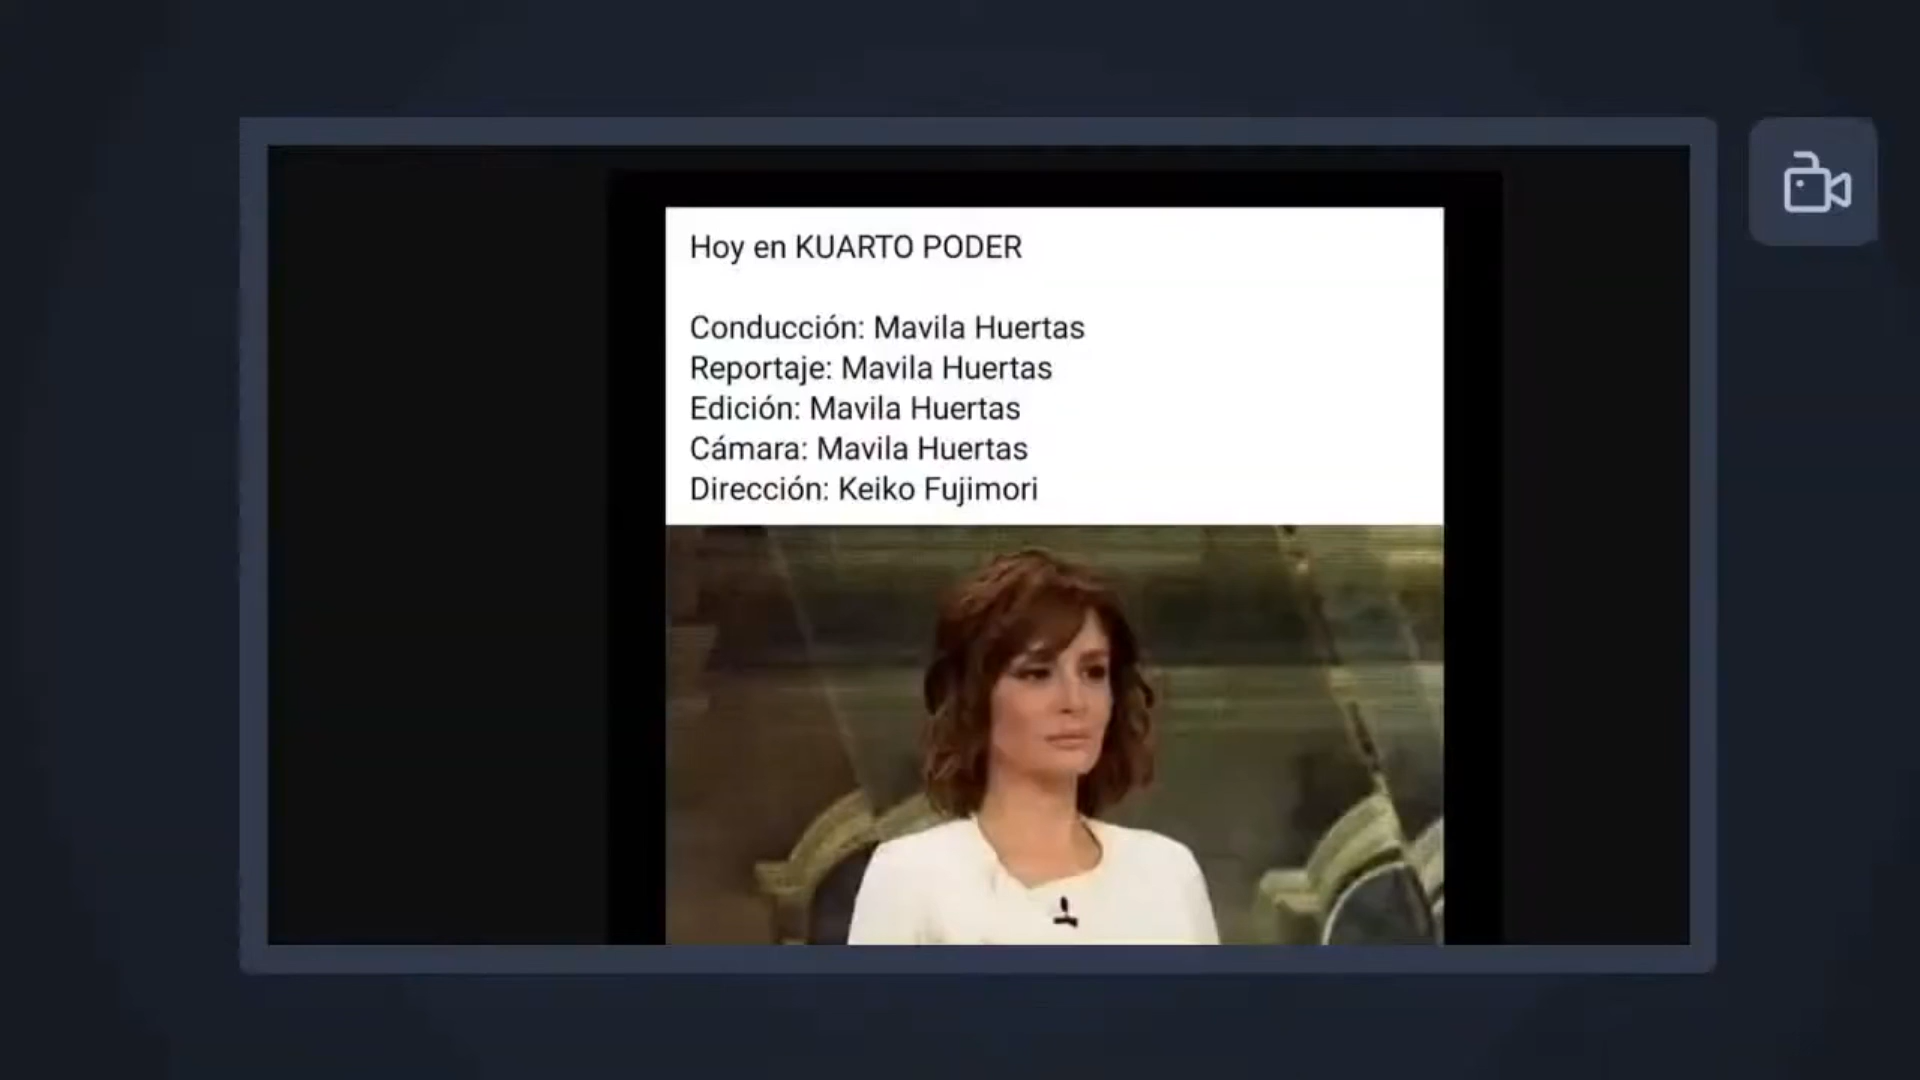 Hoy en KUARTO PODER
Conducción: Mavila Huertas
Reportaje: Mavila Huertas
Edición: Mavila Huertas
Cámara: Mavila Huertas
Dirección: Keiko Fujimori